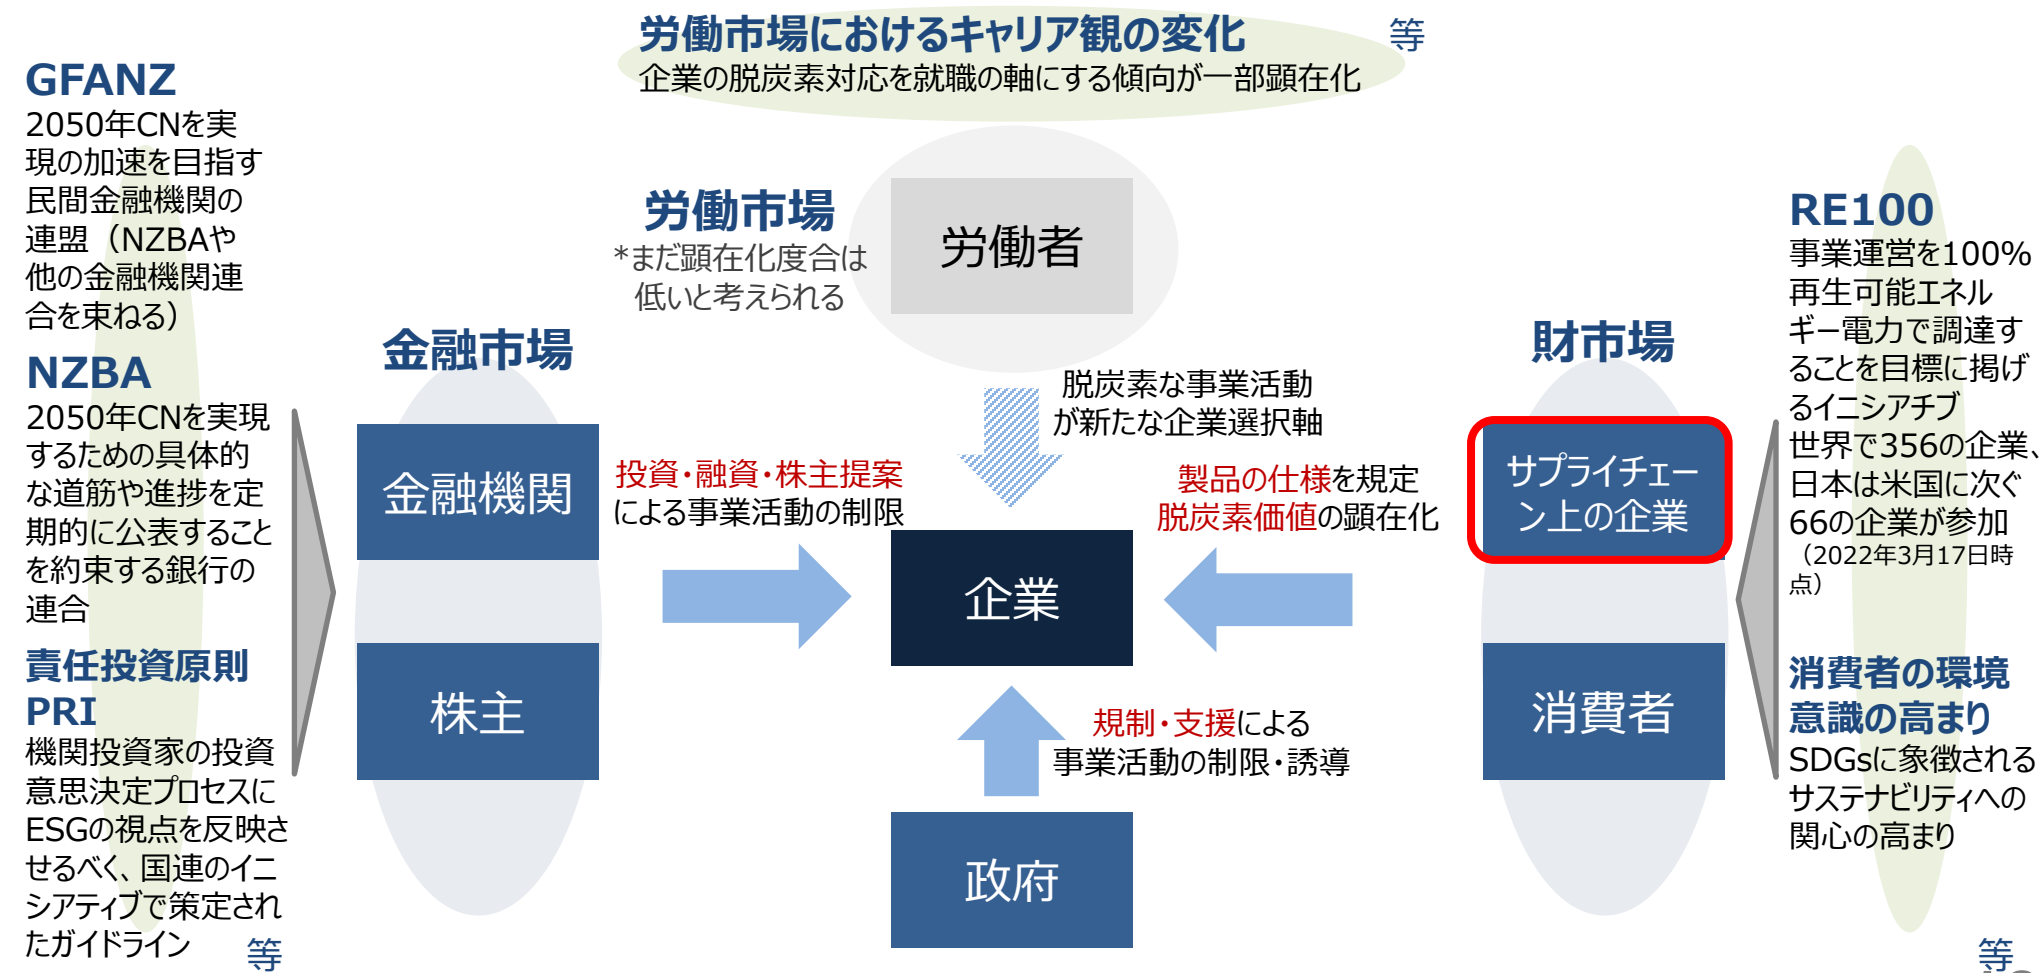 労働市場におけるキャリア観の変化
等
企業の脱炭素対応を就職の軸にする傾向が一部顕在化
GFANZ
2050年CNを実
現の加速を目指す
民間金融機関の
連盟（NZBAや
他の金融機関連
合を束ねる）
NZBA
2050年CNを実現
するための具体的
な道筋や進捗を定
期的に公表すること
を約束する銀行の
連合
責任投資原則
PRI
機関投資家の投資
意思決定プロセスに
ESGの視点を反映さ
せるべく、国連のイニ
シアティブで策定され
たガイドライン
等
金融市場
金融機関
株主
投資・融資・株主提案
による事業活動の制限
労働市場
*まだ顕在化度合は
低いと考えられる
労働者
脱炭素な事業活動
が新たな企業選択軸
企業
規制・支援による
事業活動の制限・誘導
政府
製品の仕様を規定
脱炭素価値の顕在化
財市場
サプライチェー
ン上の企業
消費者
RE100
事業運営を100%
再生可能エネル
ギー電力で調達す
ることを目標に掲げ
るイニシアチブ
世界で356の企業、
日本は米国に次ぐ
66の企業が参加
（2022年3月17日時
点）
消費者の環境
意識の高まり
SDGsに象徴される
サステナビリティへの
関心の高まり
等